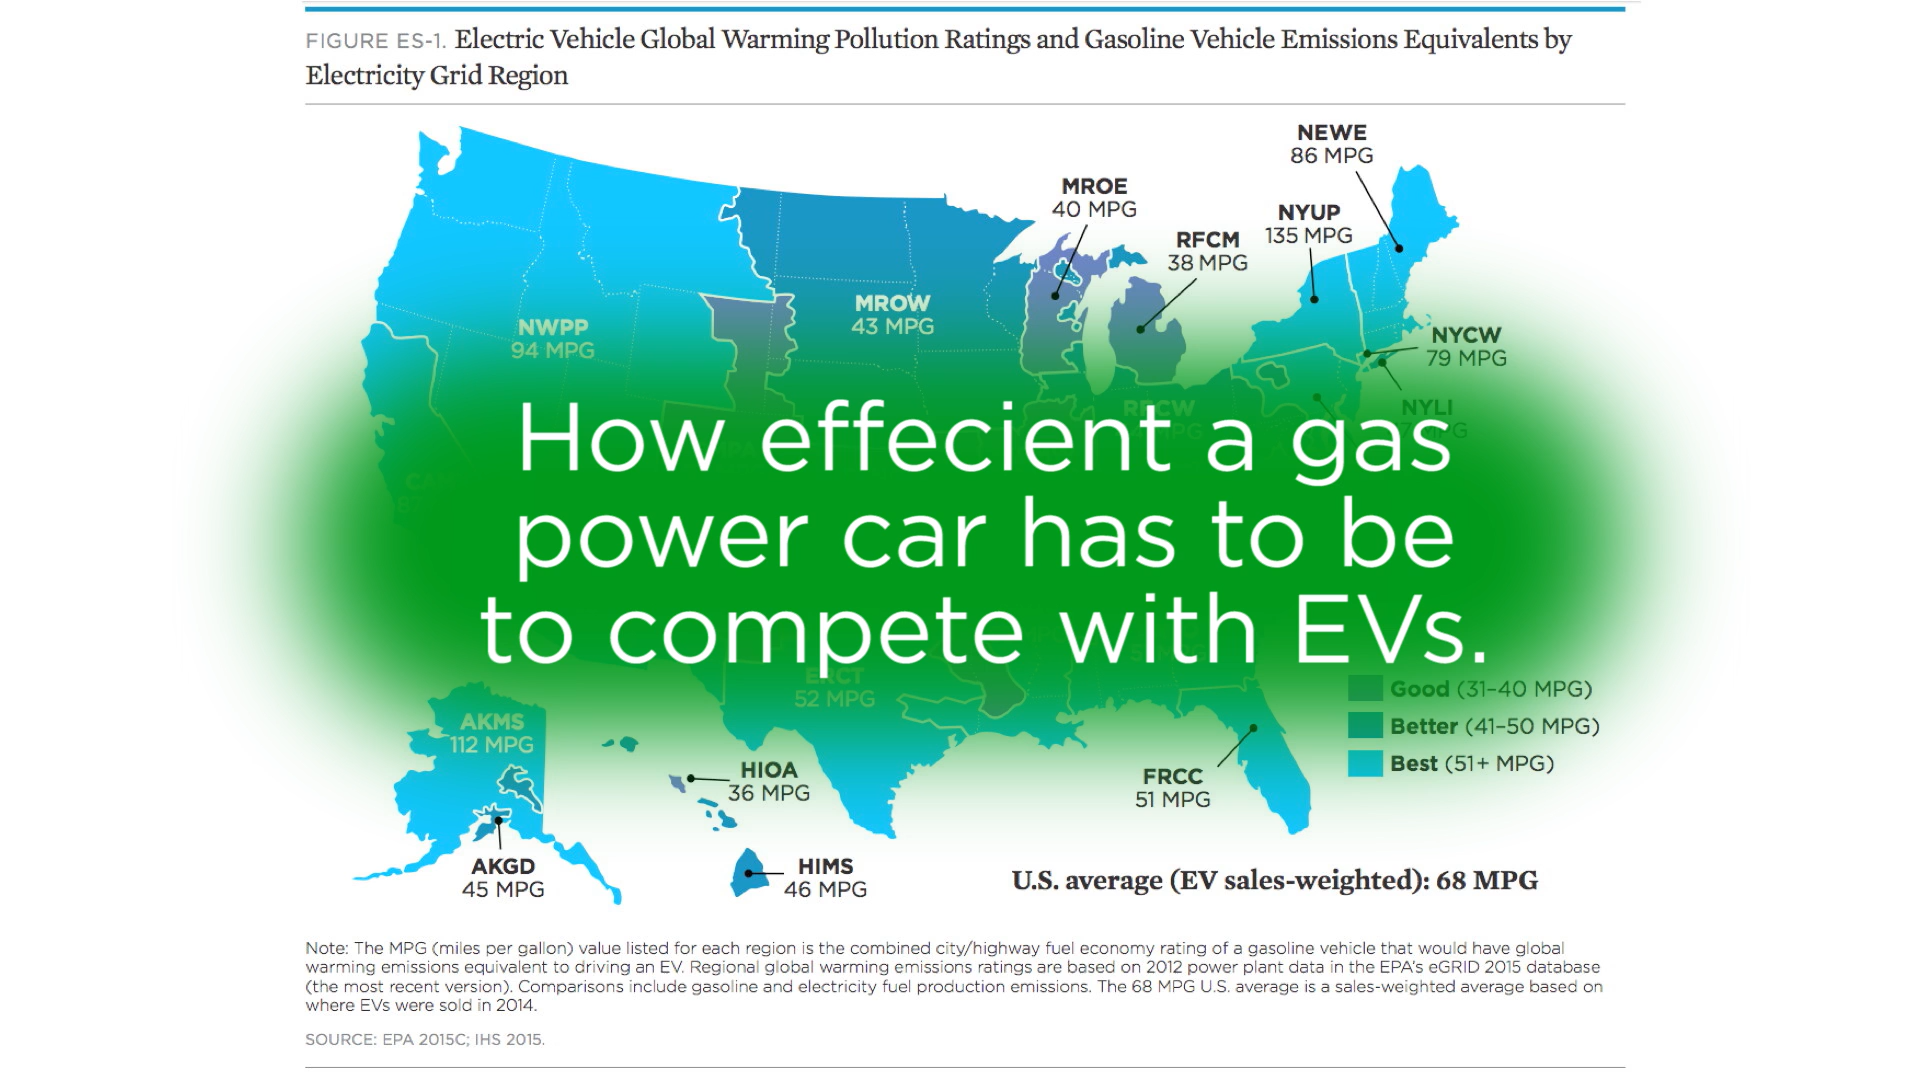 FIGURE ES-1. Electric Vehicle Global Warming Pollution Ratings and Gasoline Vehicle Emissions Equivalents by
Electricity Grid Region
NEWE
86 MPG
MROE
40 MPG
NYUP
135 MPG
RFCM
38 MPG
MROW
43 MPG
NWPP
94 MPG
NYCW
79 MPG
NYLI
MPG
RFCW
How effecient a gas
power car has to be
to compete with EVs.
ERCT
52 MPG
Good (31–40 MPG)
Better (41–50 MPG)
Best (51+ MPG)
AKMS
112 MPG
HIOA
36 MPG
FRCC
51 MPG
AKGD
45 MPG
HIMS
46 MPG
U.S. average (EV sales-weighted): 68 MPG
Note: The MPG (miles per gallon) value listed for each region is the combined city/highway fuel economy rating of a gasoline vehicle that would have global
warming emissions equivalent to driving an EV. Regional global warming emissions ratings are based on 2012 power plant data in the EPA's eGRID 2015 database
(the most recent version). Comparisons include gasoline and electricity fuel production emissions. The 68 MPG U.S. average is a sales-weighted average based on
where EVs were sold in 2014.
SOURCE: EPA 2015C; IHS 2015.